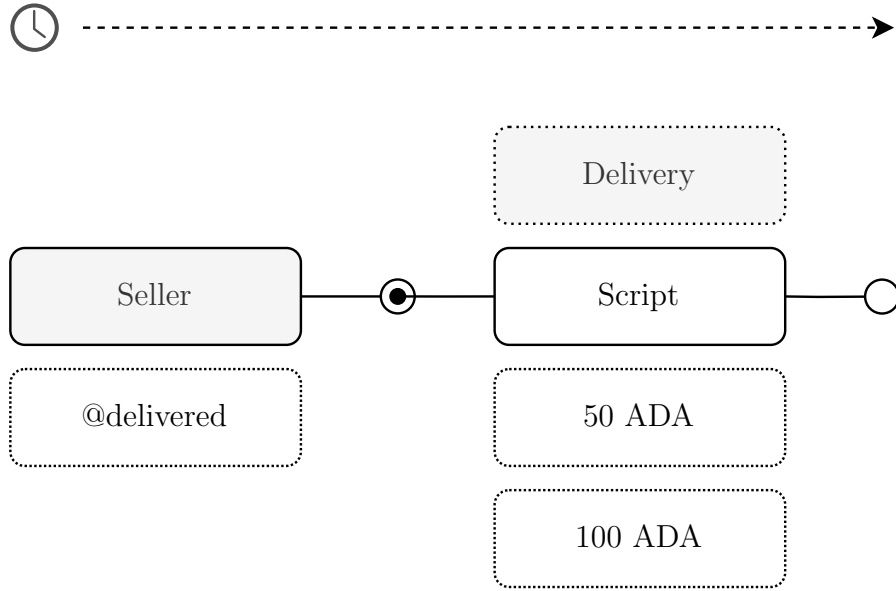 Delivery
Seller
Script
@delivered
50 ADA
100 ADA